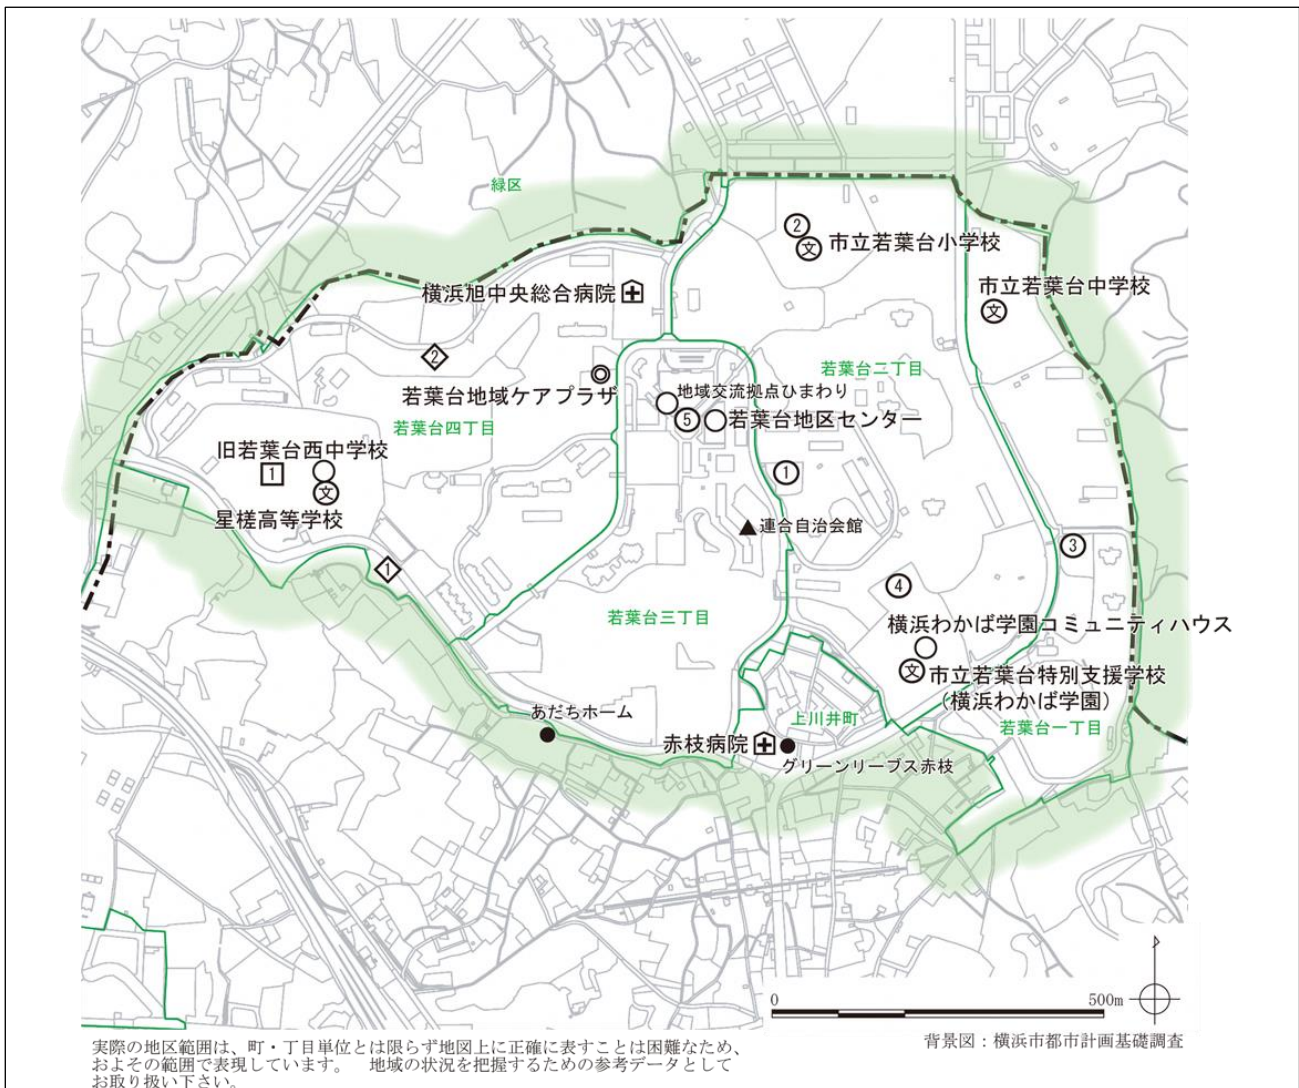 緑区
②
文
市立若葉台小学校
市立若葉台中学校
文
横浜旭中央総合病院
2
若葉台二丁目
若葉台地域ケアプラザ
地域交流拠点ひまわり
⑤
若葉台地区センター
若葉台四丁目
旧若葉台西中学校
1
文
星槎高等学校
①
連合自治会館
③
1
④
若葉台三丁目
横浜わかば学園コミュニティハウス
文
市立若葉台特別支援学校
(横浜わかば学園)
あだちホーム
上川井町
若葉台一丁目
赤枝病院
グリーンリーブス赤枝
0
500m
背景図：横浜市都市計画基礎調査
実際の地区範囲は、町・丁目単位とは限らず地図上に正確に表すことは困難なため、
およその範囲で表現しています。　地域の状況を把握するための参考データとして
お取り扱い下さい。